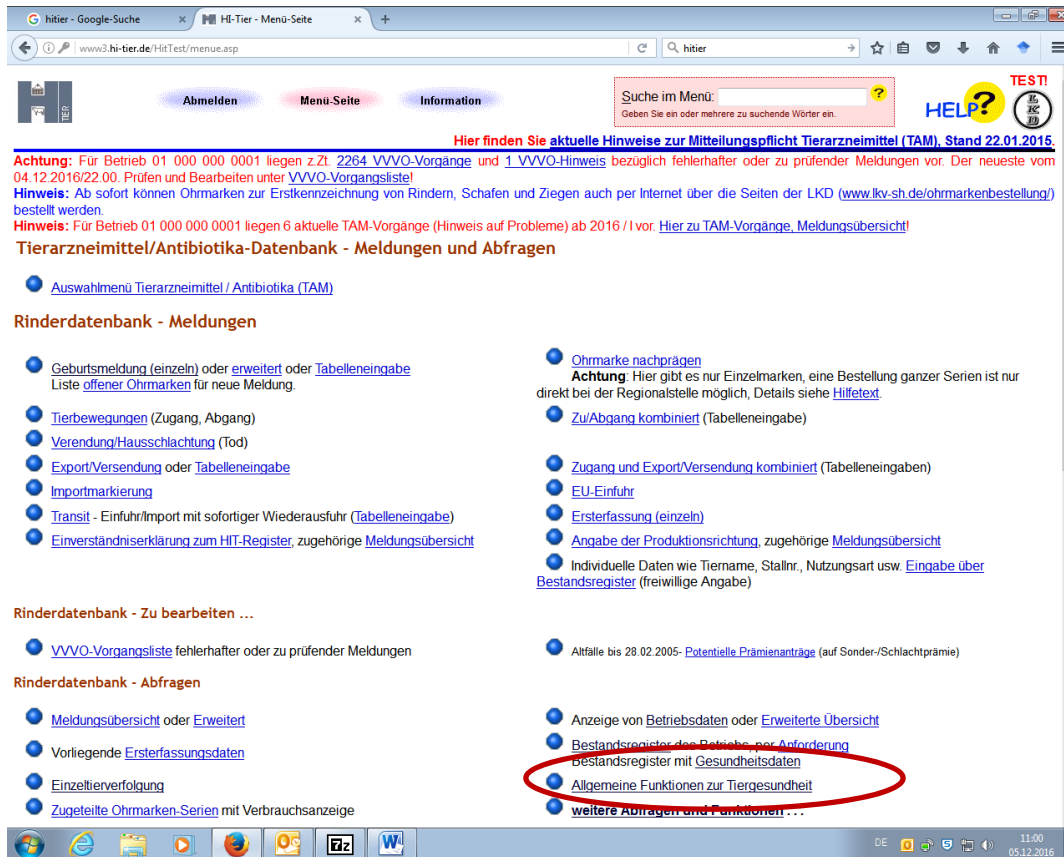 hitier - Google-Suche
HI-Tier - Menü-Seite
www3.hi-tier.de/HitTest/menue.asp
hitier
TIER
Abmelden
Menü-Seite
Information
Suche im Menü:
?
Geben Sie ein oder mehrere zu suchende Wörter ein.
HELP?
TEST!
LKD
Hier finden Sie aktuelle Hinweise zur Mitteilungspflicht Tierarzneimittel (TAM), Stand 22.01.2015.
Achtung: Für Betrieb 01 000 000 0001 liegen z.Zt. 2264 VVVO-Vorgänge und 1 VVVO-Hinweis bezüglich fehlerhafter oder zu prüfender Meldungen vor. Der neueste vom
04.12.2016/22.00. Prüfen und Bearbeiten unter VVVO-Vorgangsliste!
Hinweis: Ab sofort können Ohrmarken zur Erstkennzeichnung von Rindern, Schafen und Ziegen auch per Internet über die Seiten der LKD (www.lkv-sh.de/ohrmarkenbestellung/)
bestellt werden.
Hinweis: Für Betrieb 01 000 000 0001 liegen 6 aktuelle TAM-Vorgänge (Hinweis auf Probleme) ab 2016 / I vor. Hier zu TAM-Vorgänge, Meldungsübersicht!
Tierarzneimittel/Antibiotika-Datenbank - Meldungen und Abfragen
Auswahlmenü Tierarzneimittel / Antibiotika (TAM)
Rinderdatenbank - Meldungen
Geburtsmeldung (einzeln) oder erweitert oder Tabelleneingabe
Liste offener Ohrmarken für neue Meldung.
Ohrmarke nachprägen
Achtung: Hier gibt es nur Einzelmarken, eine Bestellung ganzer Serien ist nur
direkt bei der Regionalstelle möglich, Details siehe Hilfetext.
Tierbewegungen (Zugang, Abgang)
Zu/Abgang kombiniert (Tabelleneingabe)
Verendung/Hausschlachtung (Tod)
Export/Versendung oder Tabelleneingabe
Zugang und Export/Versendung kombiniert (Tabelleneingaben)
Importmarkierung
EU-Einfuhr
Transit - Einfuhr/Import mit sofortiger Wiederausfuhr (Tabelleneingabe)
Ersterfassung (einzeln)
Einverständniserklärung zum HIT-Register, zugehörige Meldungsübersicht
Angabe der Produktionsrichtung, zugehörige Meldungsübersicht
Individuelle Daten wie Tiername, Stallnr., Nutzungsart usw. Eingabe über
Bestandsregister (freiwillige Angabe)
Rinderdatenbank - Zu bearbeiten ...
VVVO-Vorgangsliste fehlerhafter oder zu prüfender Meldungen
Altfälle bis 28.02.2005- Potentielle Prämienanträge (auf Sonder-/Schlachtprämie)
Rinderdatenbank - Abfragen
Meldungsübersicht oder Erweitert
Anzeige von Betriebsdaten oder Erweiterte Übersicht
Vorliegende Ersterfassungsdaten
Bestandsregister des Betriebs, per Anforderung
Bestandsregister mit Gesundheitsdaten
Einzeltierverfolgung
Allgemeine Funktionen zur Tiergesundheit
Zugeteilte Ohrmarken-Serien mit Verbrauchsanzeige
weitere Abfragen und Funktionen . . .
7z
DE
11:00
05.12.2016